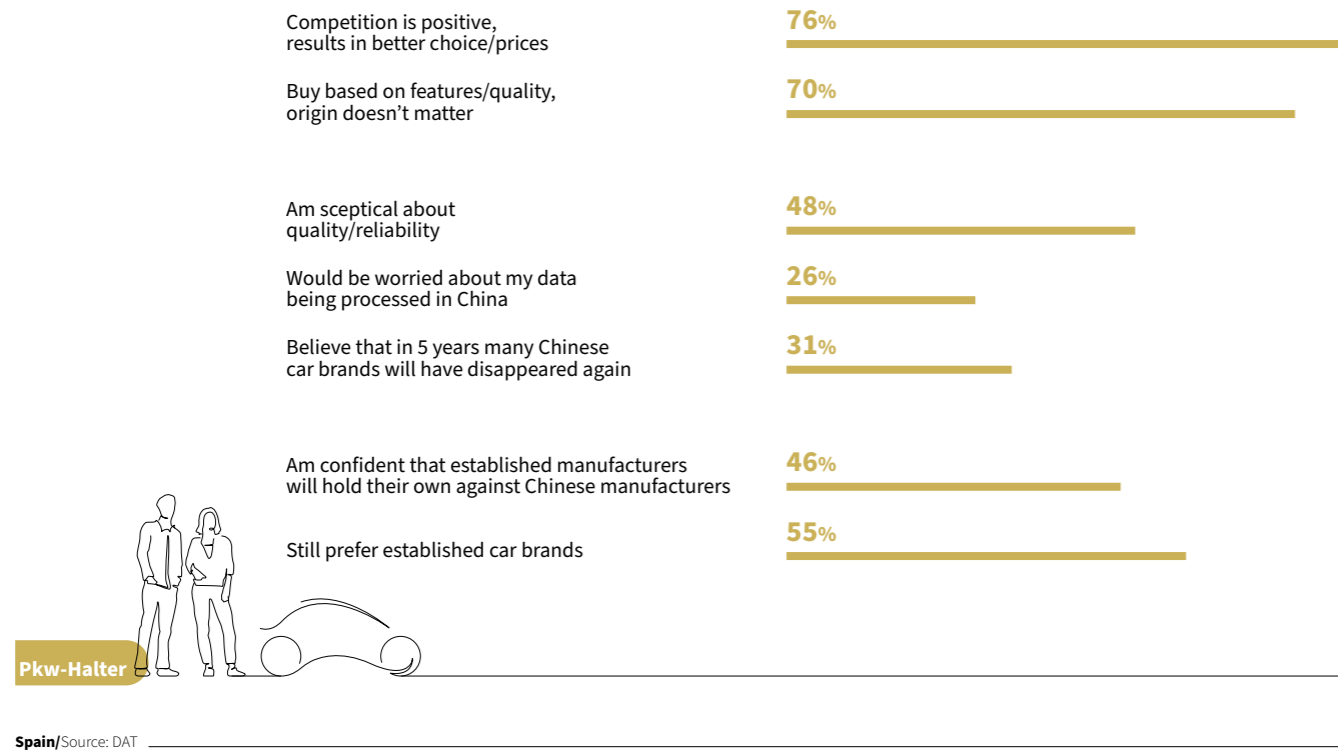 Competition is positive,
results in better choice/prices
76%
Buy based on features/quality,
origin doesn’t matter
70%
Am sceptical about
quality/reliability
48%
Would be worried about my data
being processed in China
26%
Believe that in 5 years many Chinese
car brands will have disappeared again
31%
Am confident that established manufacturers
will hold their own against Chinese manufacturers
46%
Still prefer established car brands
55%
Pkw-Halter
Spain/Source: DAT